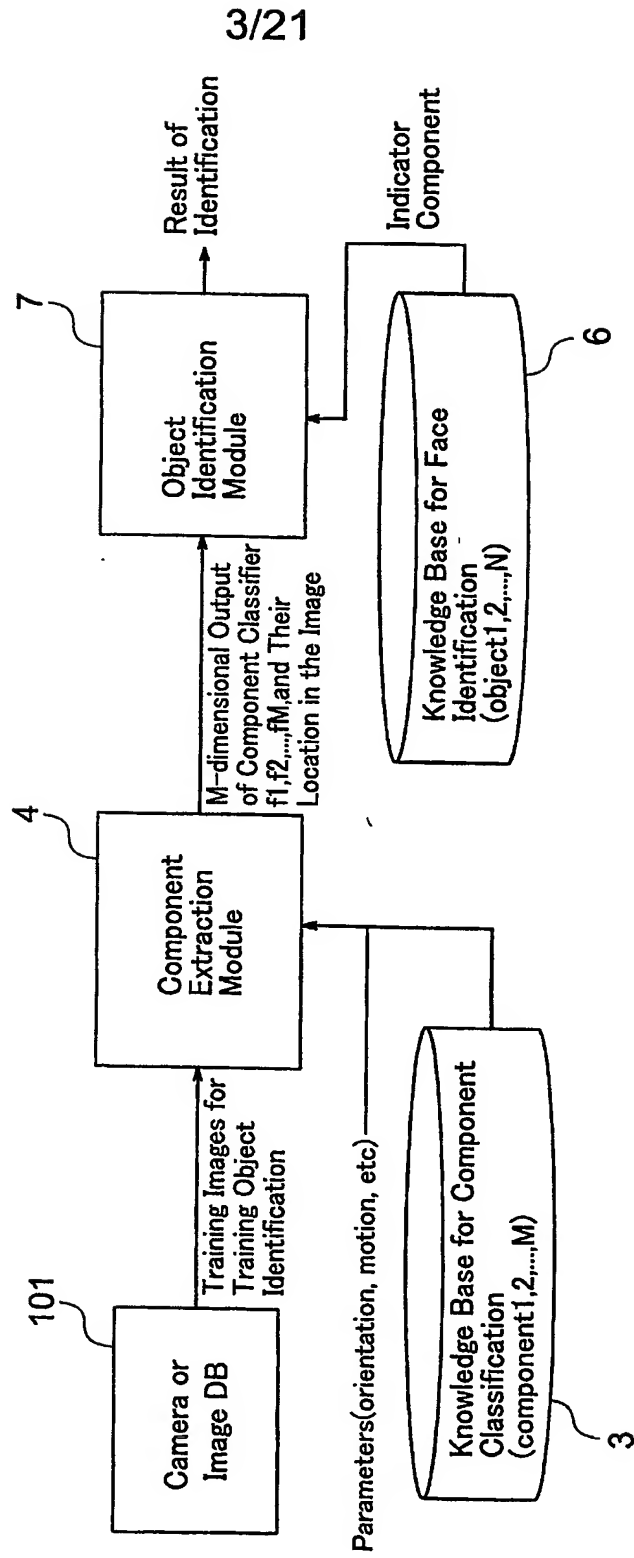 3/21
101
Camera or
Image DB
Training Images for
Training Object
Identification
4
Component
Extraction
Module
M-dimensional Output
of Component Classifier
f1,f2,...,fM,and Their
Location in the Image
7
Object
Identification
Module
Result of
Identification
Parameters(orientation, motion, etc)
Knowledge Base for Component
Classification
(component1,2,...,M)
3
Knowledge Base for Face
Identification
(object1,2,...,N)
6
Indicator
Component